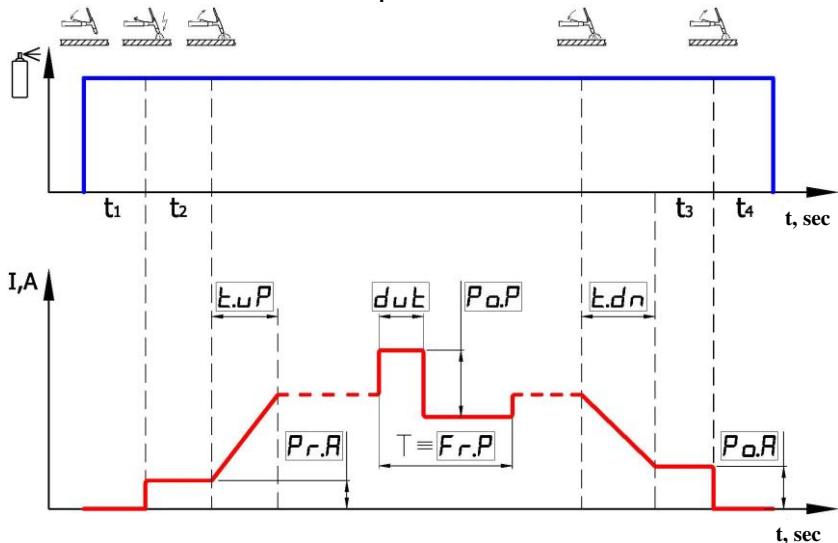 t1
t2
t3
t4
t, sec
I,A
t.uP
dut
Po.P
t.dn
Pr.A
T ≡ Fr.P
Po.A
t, sec